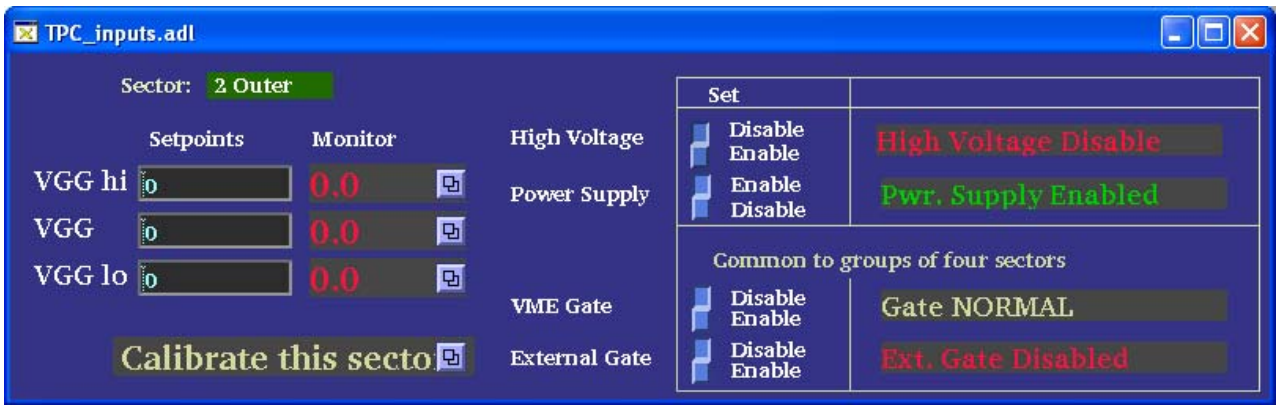 TPC_inputs.adl
Sector: 2 Outer
Set
Setpoints Monitor
High Voltage Disable Enable High Voltage Disable
VGG hi 0 0.0
Power Supply Enable Disable Pwr. Supply Enabled
VGG 0 0.0
Common to groups of four sectors
VGG lo 0 0.0
VME Gate Disable Enable Gate NORMAL
Calibrate this secto
External Gate Disable Enable Ext. Gate Disabled